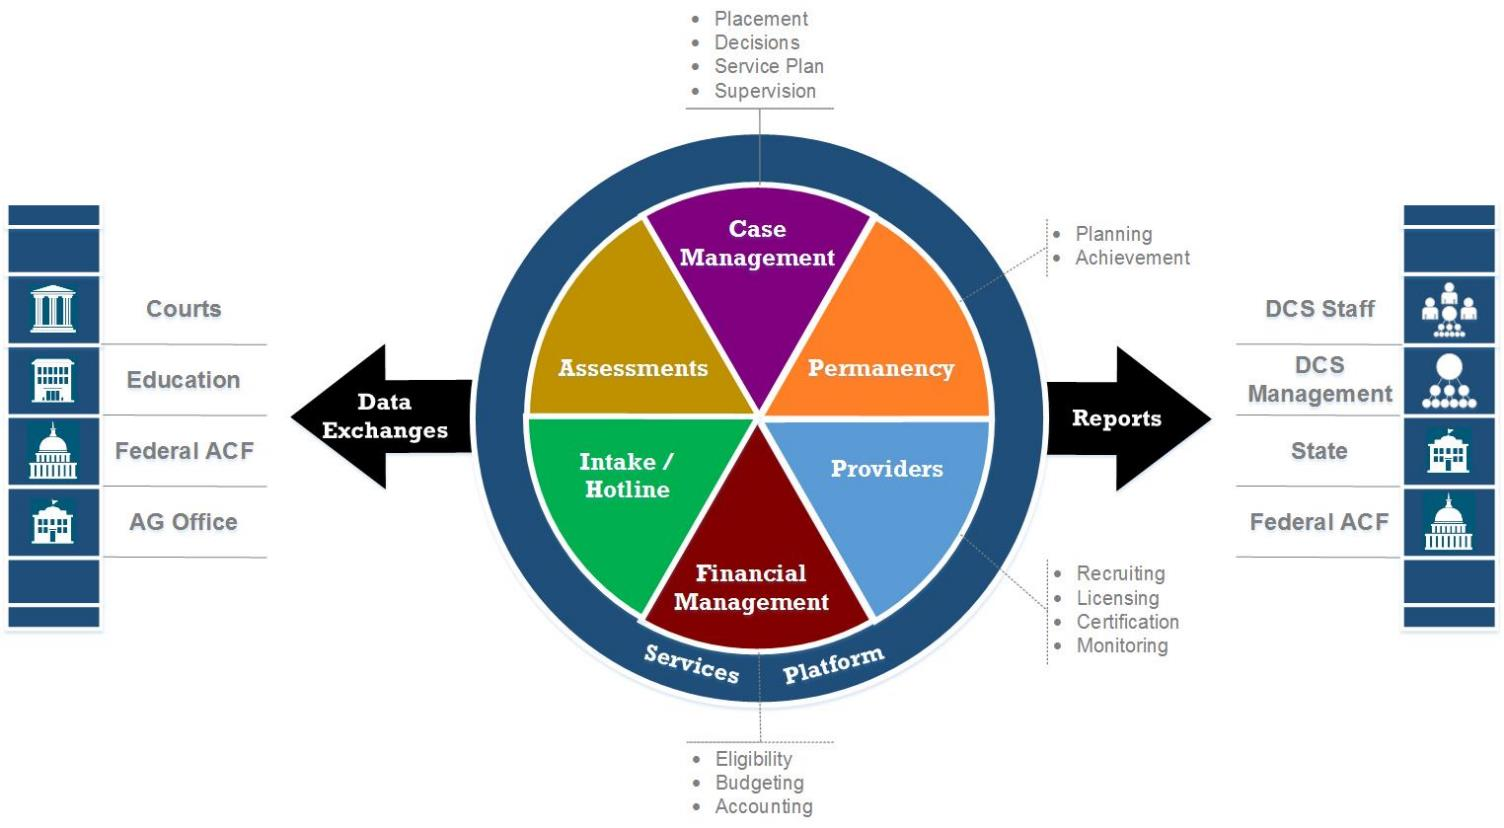 Placement
Decisions
Service Plan
Supervision
Case
Management
Planning
Achievement
Courts
Education
Federal ACF
AG Office
Data
Exchanges
Assessments
Permanency
Intake /
Hotline
Providers
Financial
Management
Services Platform
Reports
DCS Staff
DCS
Management
State
Federal ACF
Recruiting
Licensing
Certification
Monitoring
Eligibility
Budgeting
Accounting